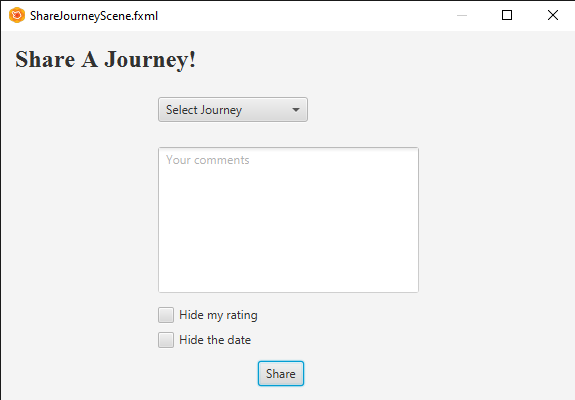 ShareJourneyScene.fxml
Share A Journey!
Select Journey
Your comments
Hide my rating
Hide the date
Share